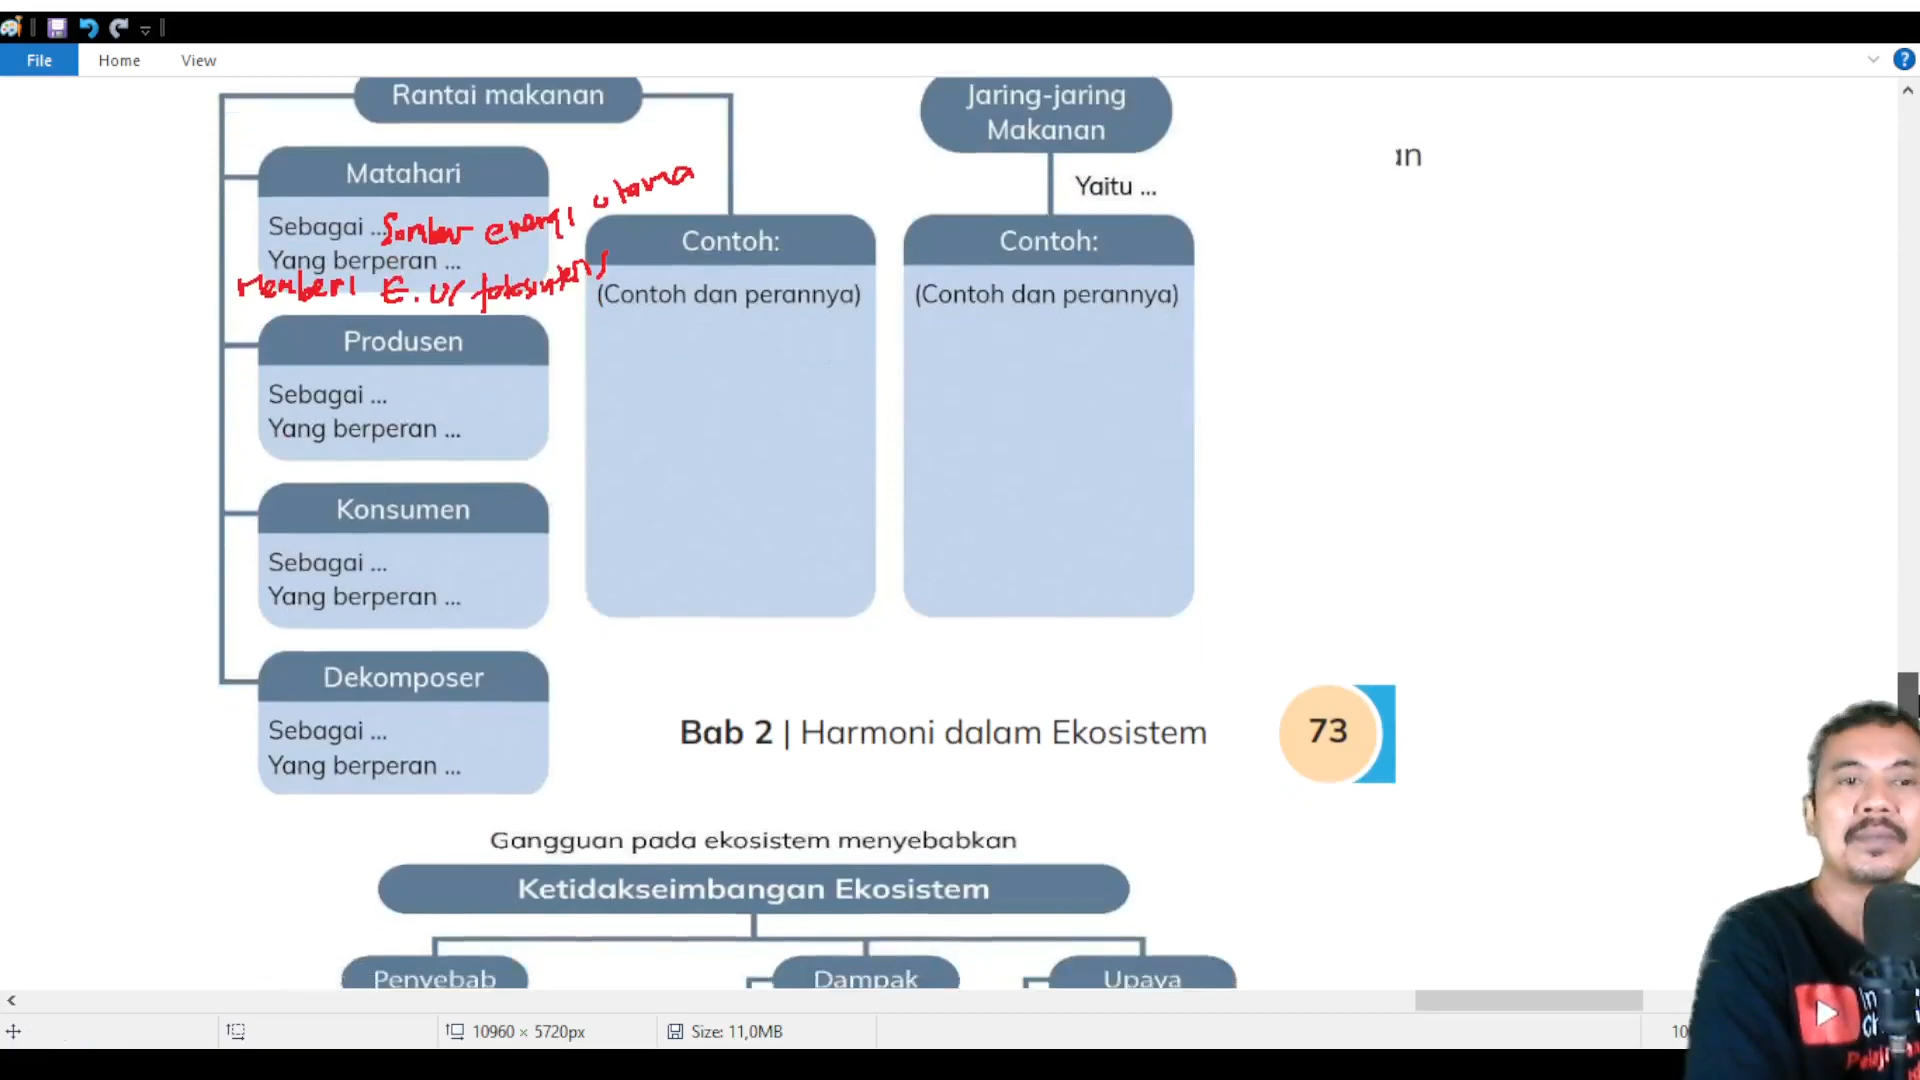 File Home View
Rantai makanan
Jaring-jaring
Makanan
an
Yaitu ...
Matahari
Sebagai ... Sumber energi utama
Yang berperan ...
Memberi E. U/ fotosintesis
Contoh:
(Contoh dan perannya)
Contoh:
(Contoh dan perannya)
Produsen
Sebagai ...
Yang berperan ...
Konsumen
Sebagai ...
Yang berperan ...
Dekomposer
Sebagai ...
Yang berperan ...
Bab 2 | Harmoni dalam Ekosistem 73
Gangguan pada ekosistem menyebabkan
Ketidakseimbangan Ekosistem
Penyebab Dampak Upaya
10960 × 5720px Size: 11,0MB 10